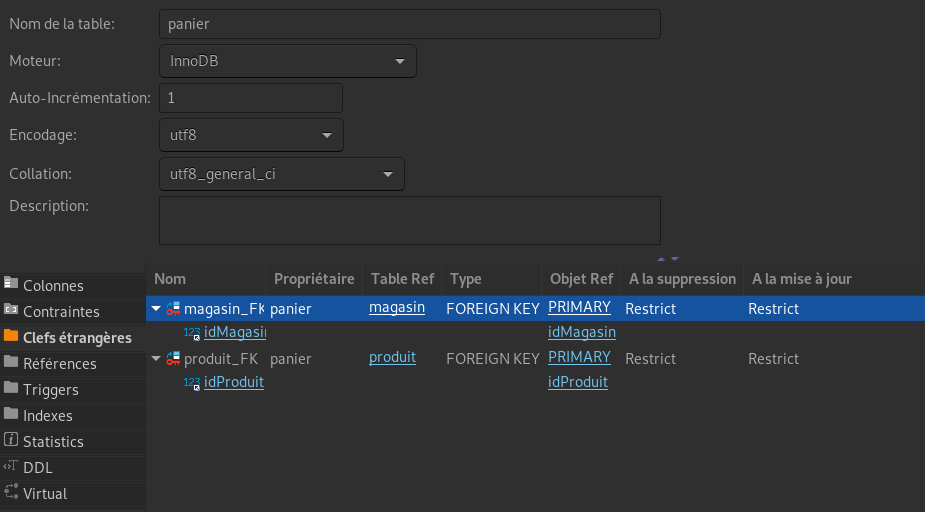 Nom de la table: panier
Moteur: InnoDB
Auto-Incrémentation: 1
Encodage: utf8
Collation: utf8_general_ci
Description:
Colonnes
Contraintes
Clefs étrangères
Références
Triggers
Indexes
Statistics
DDL
Virtual
Nom Propriétaire Table Ref Type Objet Ref A la suppression A la mise à jour
magasin_FK panier magasin FOREIGN KEY PRIMARY Restrict Restrict
123 idMagasin idMagasin
produit_FK panier produit FOREIGN KEY PRIMARY Restrict Restrict
123 idProduit idProduit